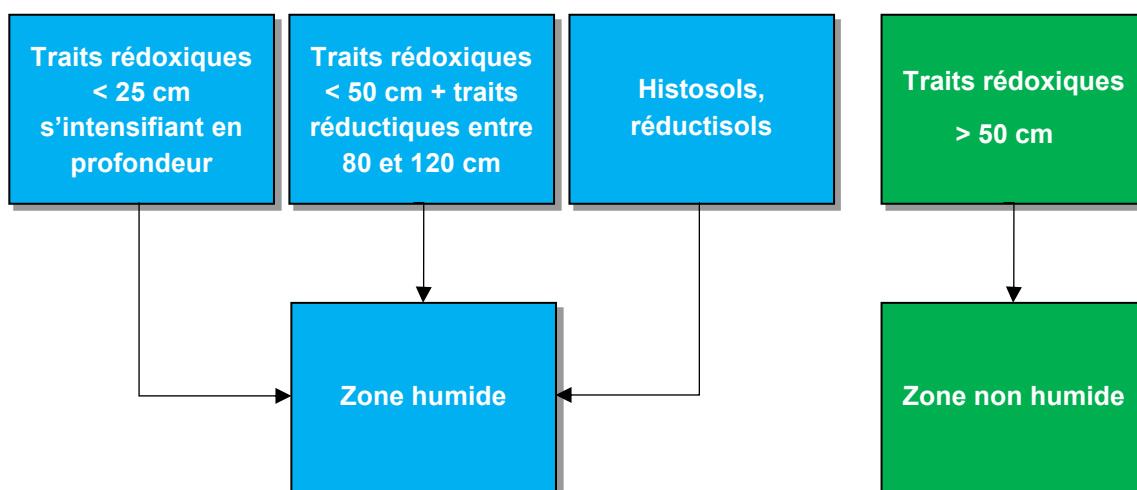 Traits rédoxiques
< 25 cm
s’intensifiant en
profondeur
Traits rédoxiques
< 50 cm + traits
réductiques entre
80 et 120 cm
Histosols,
réductisols
Traits rédoxiques
> 50 cm
Zone humide
Zone non humide